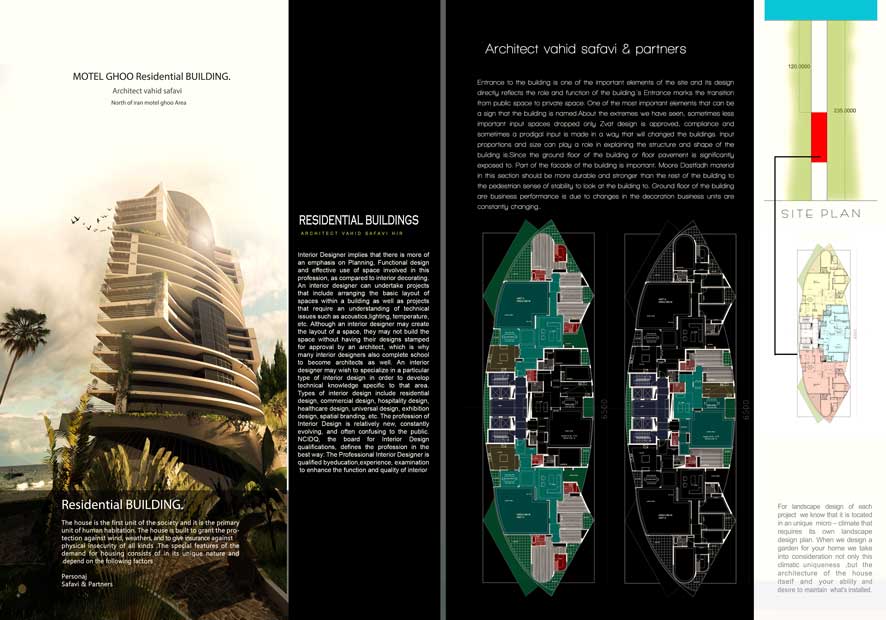 MOTEL GHOO Residential BUILDING.
Architect vahid safavi
North of iran motel ghoo Area
Residential BUILDING.
The house is the first unit of the society and it is the primary
unit of human habitation. The house is built to grant the pro-
tection against wind, weathers, and to give insurance against
physical insecurity of all kinds .The special features of the
demand for housing consists of in its unique nature and
.depend on the following factors
Personaj
Safavi & Partners
RESIDENTIAL BUILDINGS
ARCHITECT VAHID SAFAVI HIR
Interior Designer implies that there is more of
an emphasis on Planning, Functional design
and effective use of space involved in this
profession, as compared to interior decorating.
An interior designer can undertake projects
that include arranging the basic layout of
spaces within a building as well as projects
that require an understanding of technical
issues such as acoustics,lighting, temperature,
etc. Although an interior designer may create
the layout of a space, they may not build the
space without having their designs stamped
for approval by an architect, which is why
many interior designers also complete school
to become architects as well. An interior
designer may wish to specialize in a particular
type of interior design in order to develop
technical knowledge specific to that area.
Types of interior design include residential
design, commercial design, hospitality design,
healthcare design, universal design, exhibition
design, spatial branding, etc. The profession of
Interior Design is relatively new, constantly
evolving, and often confusing to the public.
NCIDQ, the board for Interior Design
qualifications, defines the profession in the
best way: The Professional Interior Designer is
qualified byeducation,experience, examination
to enhance the function and quality of interior
Architect vahid safavi & partners
Entrance to the building is one of the important elements of the site and its design
directly reflects the role and function of the building.'s Entrance marks the transition
from public space to private space. One of the most important elements that can be
a sign that the building is named.About the extremes we have seen, sometimes less
important input spaces dropped only Zvat design is approved, compliance and
sometimes a prodigal input is made in a way that will changed the buildings. Input
proportions and size can play a role in explaining the structure and shape of the
building is.Since the ground floor of the building or floor pavement is significantly
exposed to. Part of the facade of the building is important. Moons Dastfadh material
in this section should be more durable and stronger than the rest of the building to
the pedestrian sense of stability to look at the building to. Ground floor of the building
are business performance is due to changes in the decoration business units are
constantly changing..
6500
6500
120.0000
235.0000
SITE PLAN
For landscape design of each
project we know that it is located
in an unique micro – climate that
requires its own landscape
design plan. When we design a
garden for your home we take
into consideration not only this
climatic uniqueness ,but the
architecture of the house
itself and your ability and
desire to maintain what's installed.